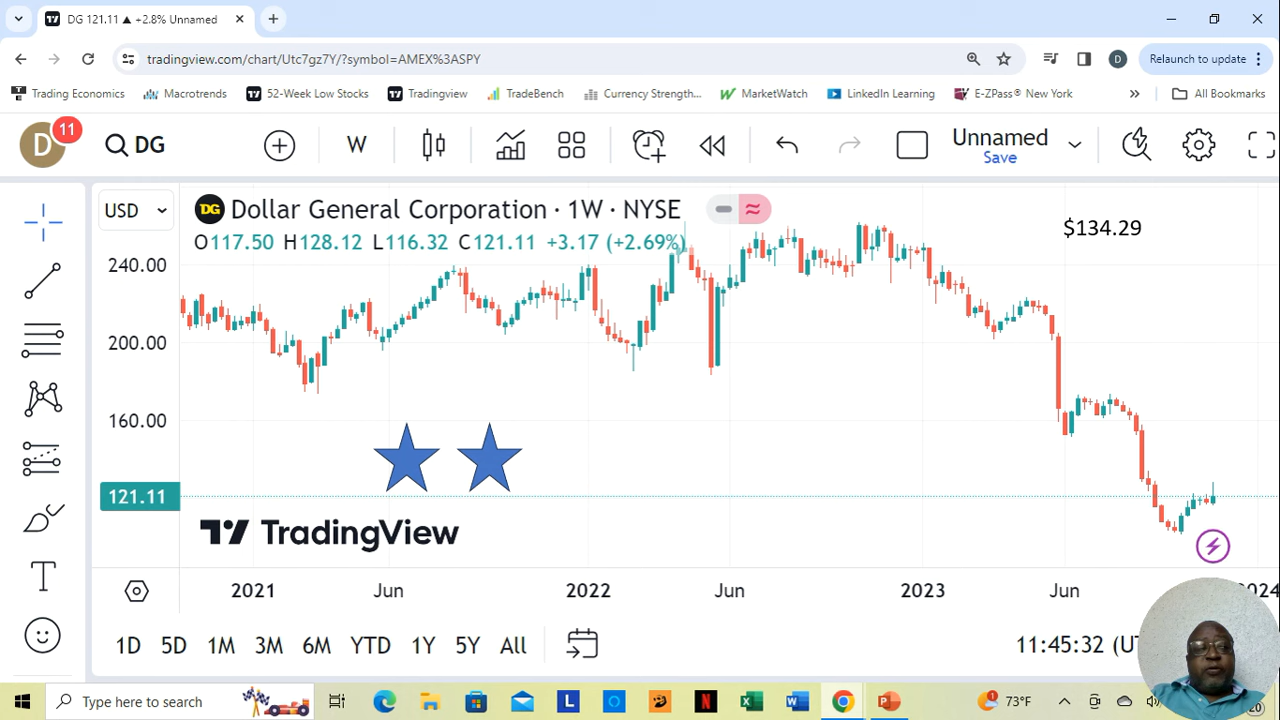 DG 121.11 ▲ +2.8% Unnamed
tradingview.com/chart/Utc7gz7Y/?symbol=AMEX%3ASPY
D
Relaunch to update
Trading Economics
Macrotrends
52-Week Low Stocks
Tradingview
TradeBench
Currency Strength...
MarketWatch
LinkedIn Learning
E-ZPass® New York
All Bookmarks
D
11
DG
W
Unnamed
Save
USD
DG Dollar General Corporation · 1W · NYSE
$134.29
O117.50 H128.12 L116.32 C121.11 +3.17 (+2.69%)
240.00
200.00
160.00
121.11
TradingView
2021
Jun
2022
Jun
2023
Jun
1D 5D 1M 3M 6M YTD 1Y 5Y All
11:45:32
Type here to search
73°F